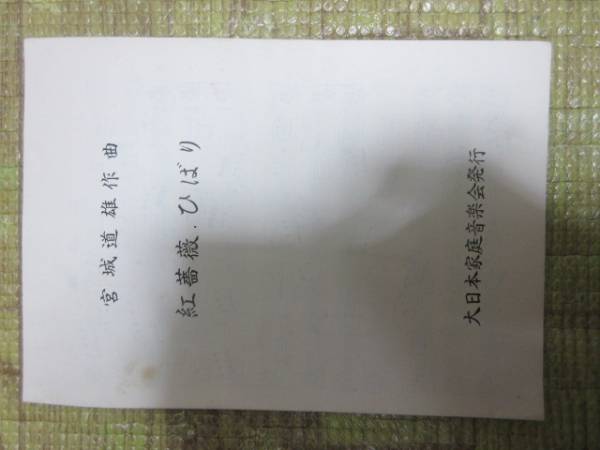 宮城道雄作曲
紅薔薇.ひばり
大日本家庭音楽会発行